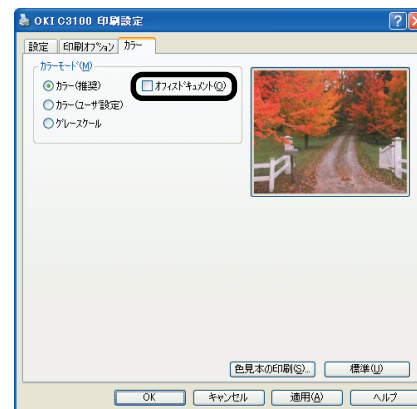 OKI C3100 印刷設定
設定 印刷オプション カラー
カラーモード(M)
カラー(推奨) オフィスドキュメント(O)
カラー(ユーザ設定)
グレースケール
色見本の印刷(S)... 標準(U)
OK キャンセル 適用(A) ヘルプ